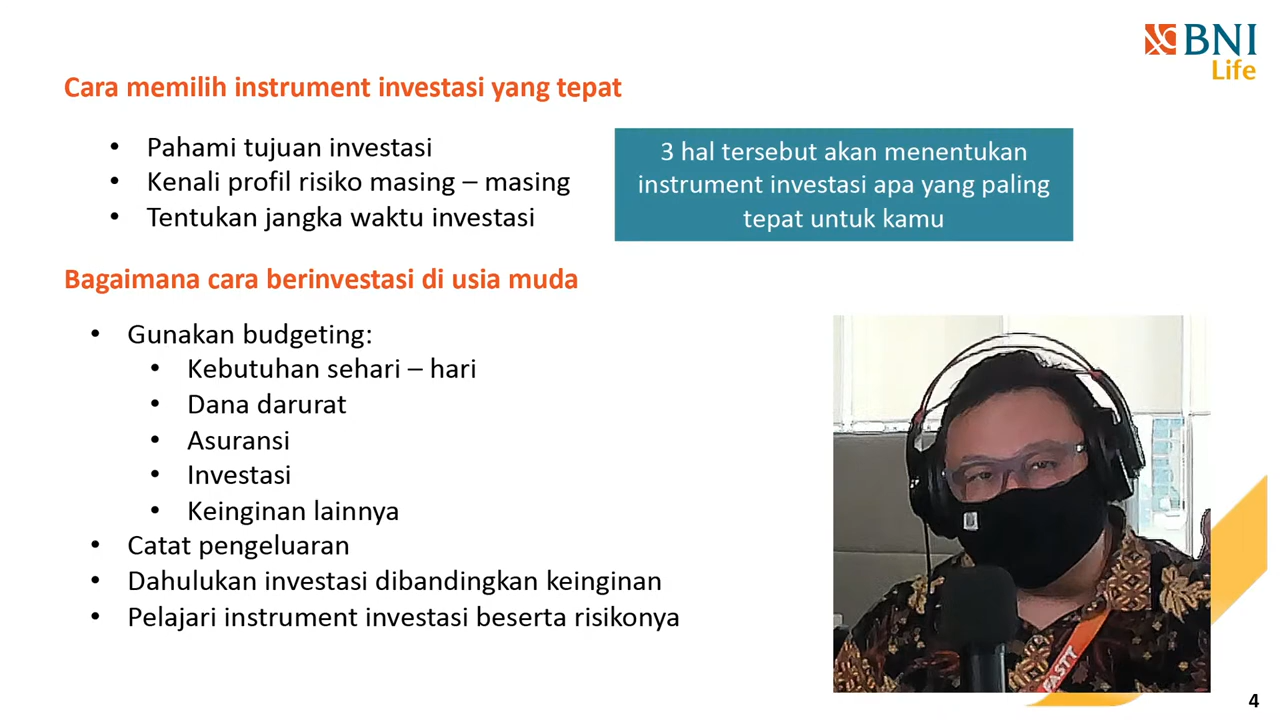 BNI
Life
Cara memilih instrument investasi yang tepat
• Pahami tujuan investasi
• Kenali profil risiko masing – masing
• Tentukan jangka waktu investasi
3 hal tersebut akan menentukan
instrument investasi apa yang paling
tepat untuk kamu
Bagaimana cara berinvestasi di usia muda
• Gunakan budgeting:
• Kebutuhan sehari – hari
• Dana darurat
• Asuransi
• Investasi
• Keinginan lainnya
• Catat pengeluaran
• Dahulukan investasi dibandingkan keinginan
• Pelajari instrument investasi beserta risikonya
FASTT
4